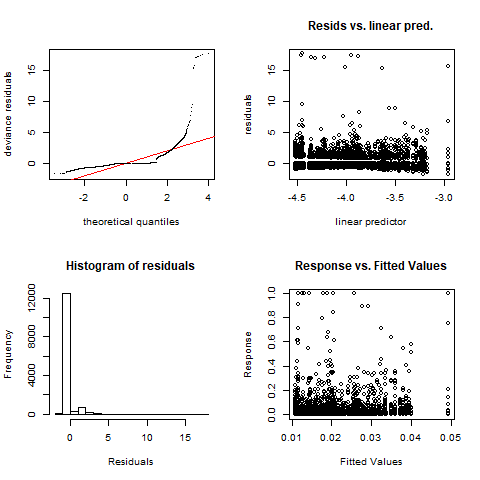 deviance residuals
0 5 10 15
-2 0 2 4
theoretical quantiles
Resids vs. linear pred.
residuals
0 5 10 15
-4.5 -4.0 -3.5 -3.0
linear predictor
Histogram of residuals
Frequency
0 4000 8000 12000
0 5 10 15
Residuals
Response vs. Fitted Values
Response
0.0 0.2 0.4 0.6 0.8 1.0
0.01 0.02 0.03 0.04 0.05
Fitted Values